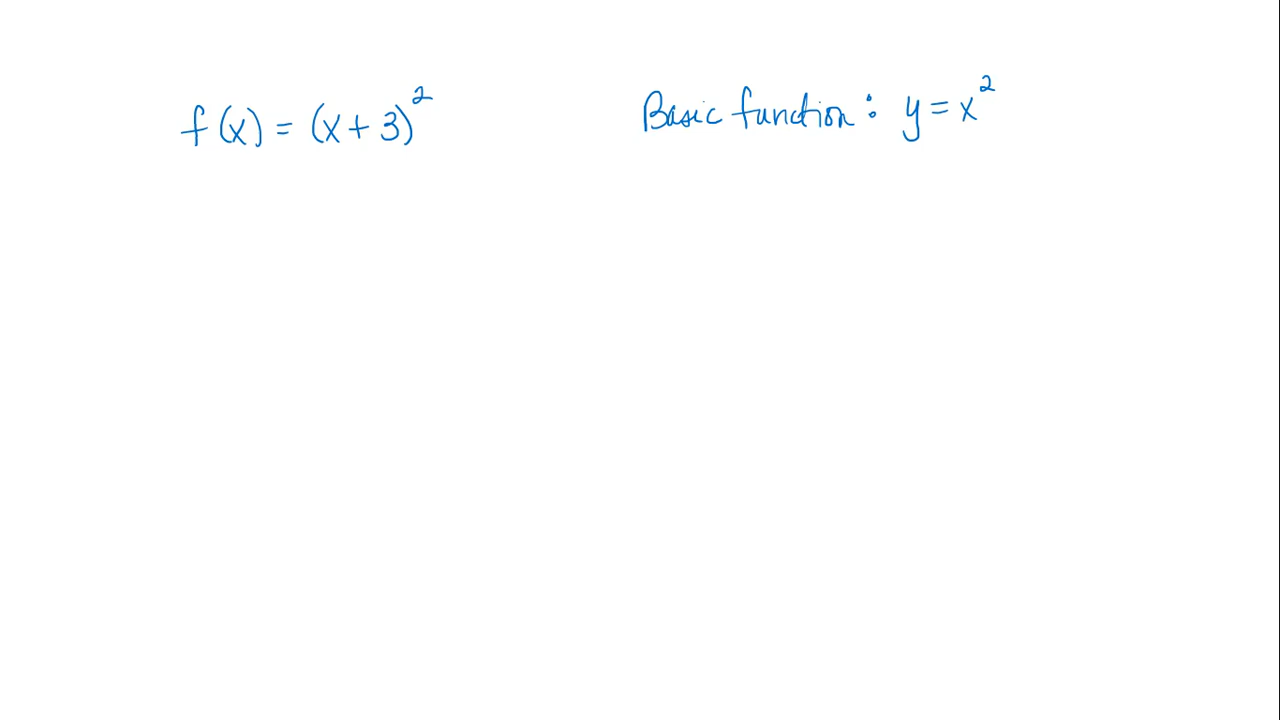 f(x) = (x+3)² Basic function: y = x²